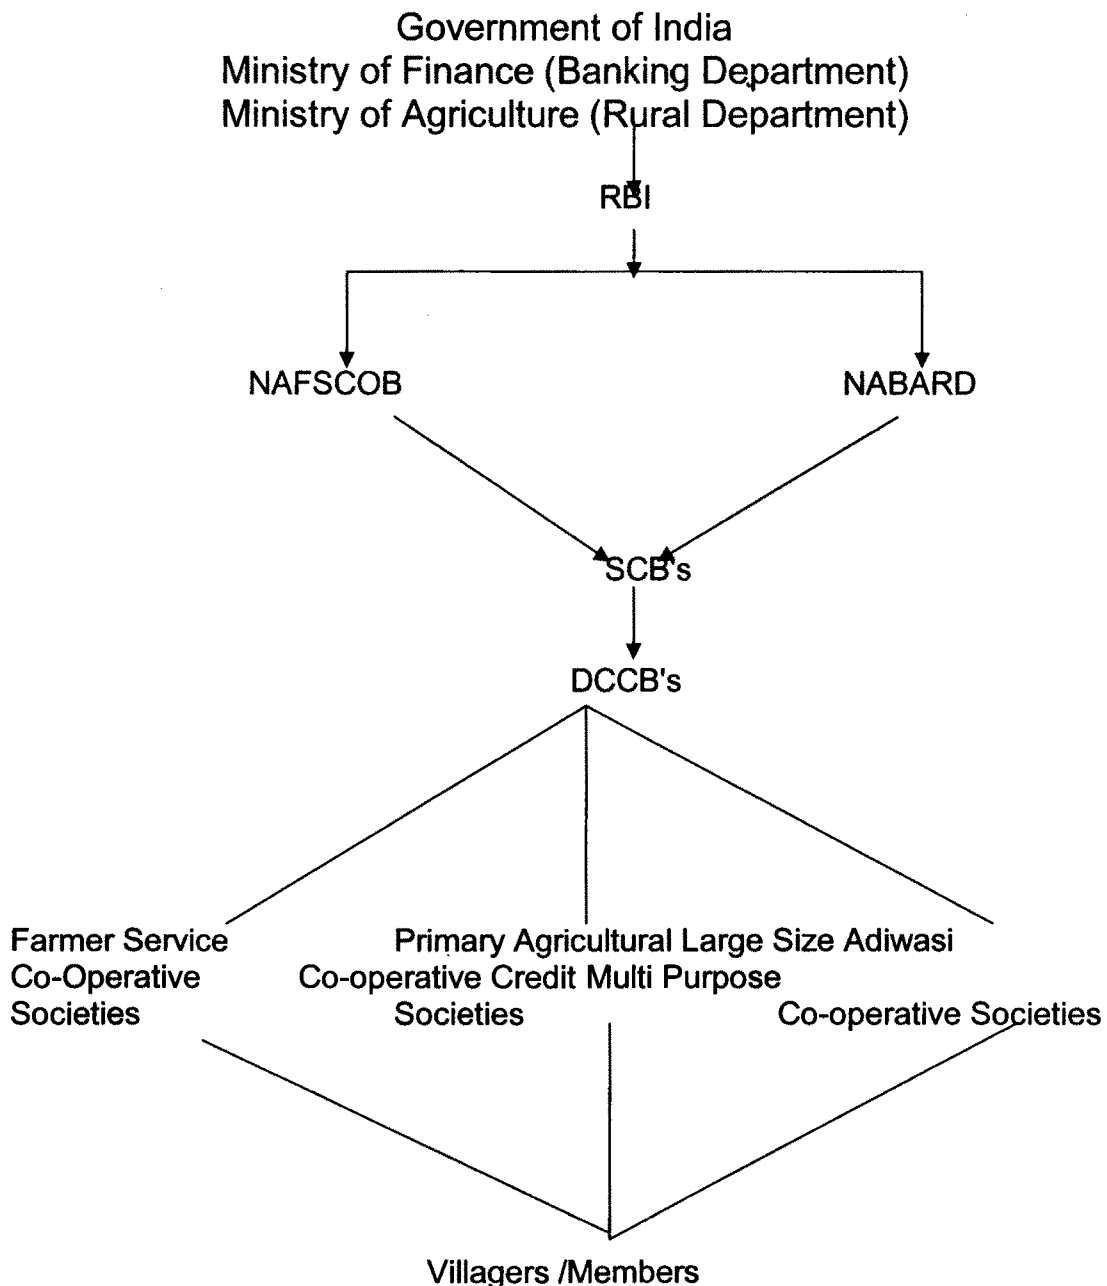 Government of India
Ministry of Finance (Banking Department)
Ministry of Agriculture (Rural Department)
RBI
NAFSCOB
NABARD
SCB's
DCCB's
Farmer Service Primary Agricultural Large Size Adiwasi
Co-Operative Co-operative Credit Multi Purpose
Societies Societies Co-operative Societies
Villagers /Members